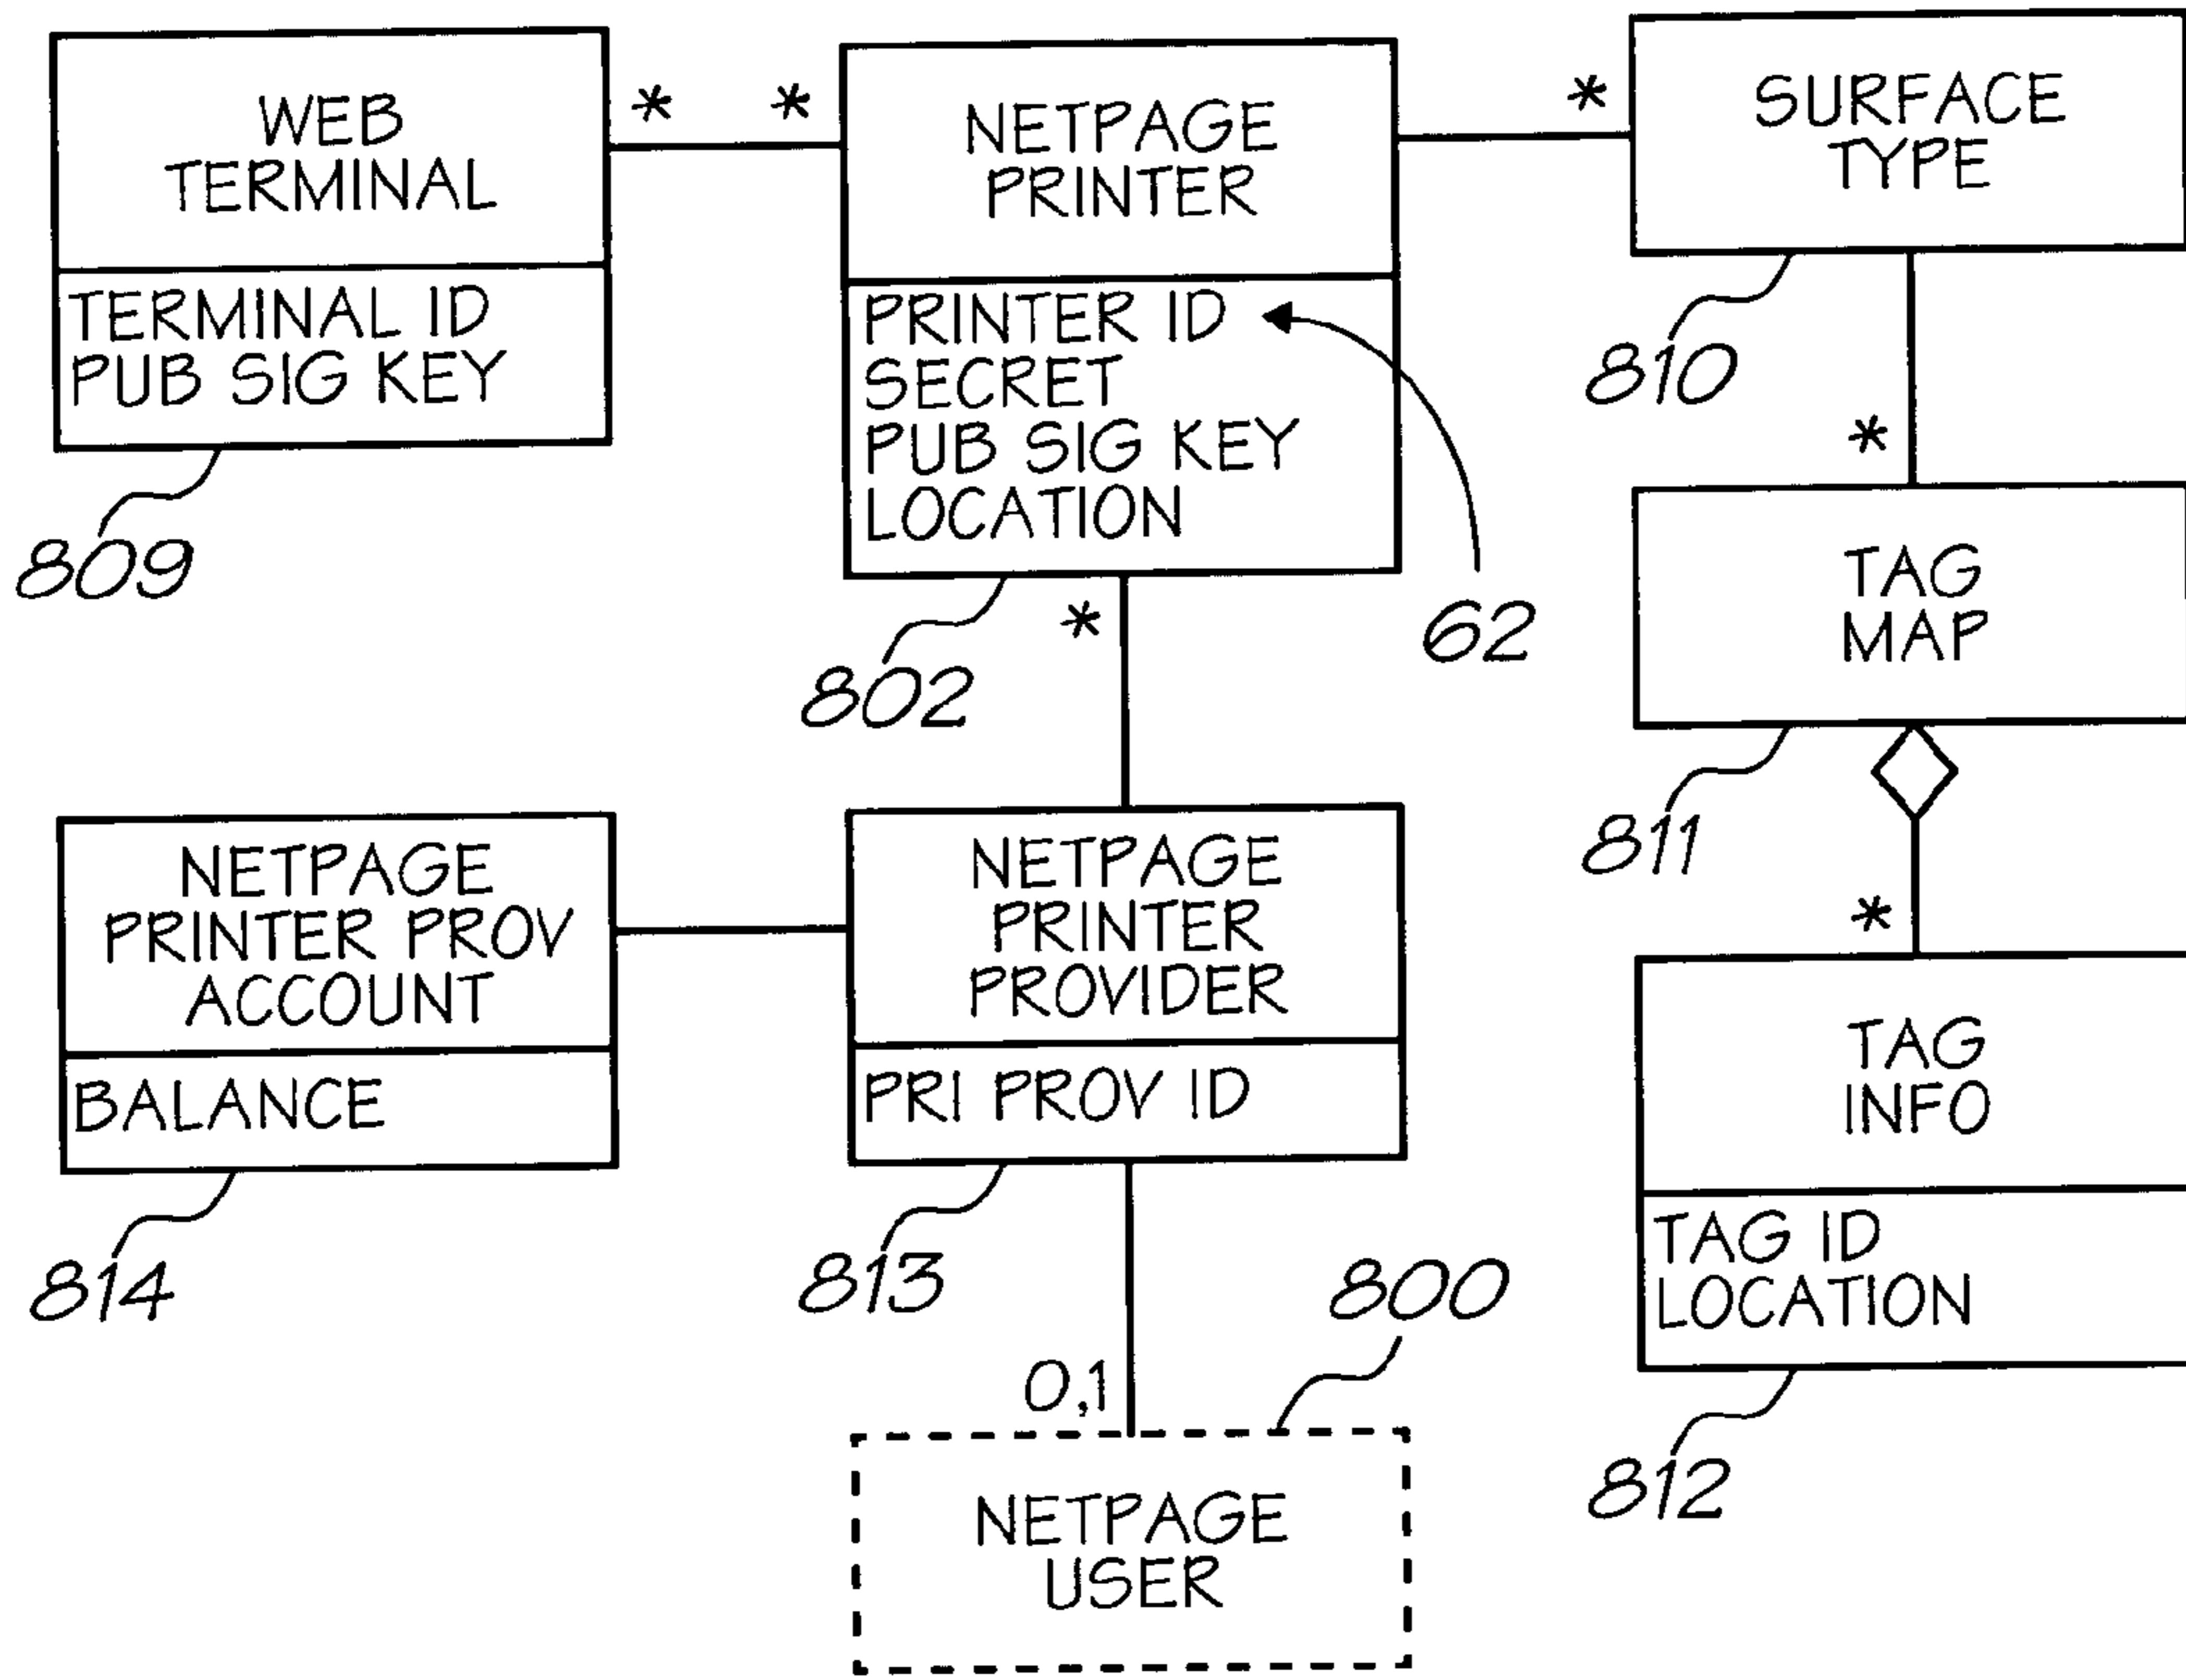 WEB
TERMINAL
TERMINAL ID
PUB SIG KEY
809
*
*
NETPAGE
PRINTER
PRINTER ID
SECRET
PUB SIG KEY
LOCATION
62
802
*
*
SURFACE
TYPE
810
*
TAG
MAP
811
*
NETPAGE
PRINTER PROV
ACCOUNT
BALANCE
814
NETPAGE
PRINTER
PROVIDER
PRI PROV ID
813
TAG
INFO
TAG ID
LOCATION
812
800
0,1
NETPAGE
USER